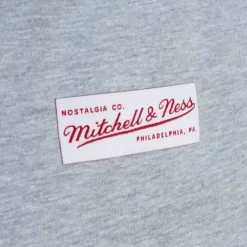 NOSTALGIA CO.
Mitchell & Ness
PHILADELPHIA, PA.